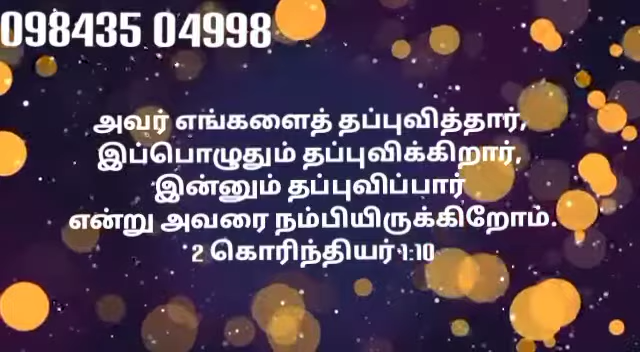 098435 04998
அவர் எங்களைத் தப்புவித்தார்,
இப்பொழுதும் தப்புவிக்கிறார்,
இன்னும் தப்புவிப்பார்
என்று அவரை நம்பியிருக்கிறோம்.
2 கொரிந்தியர் 1:10